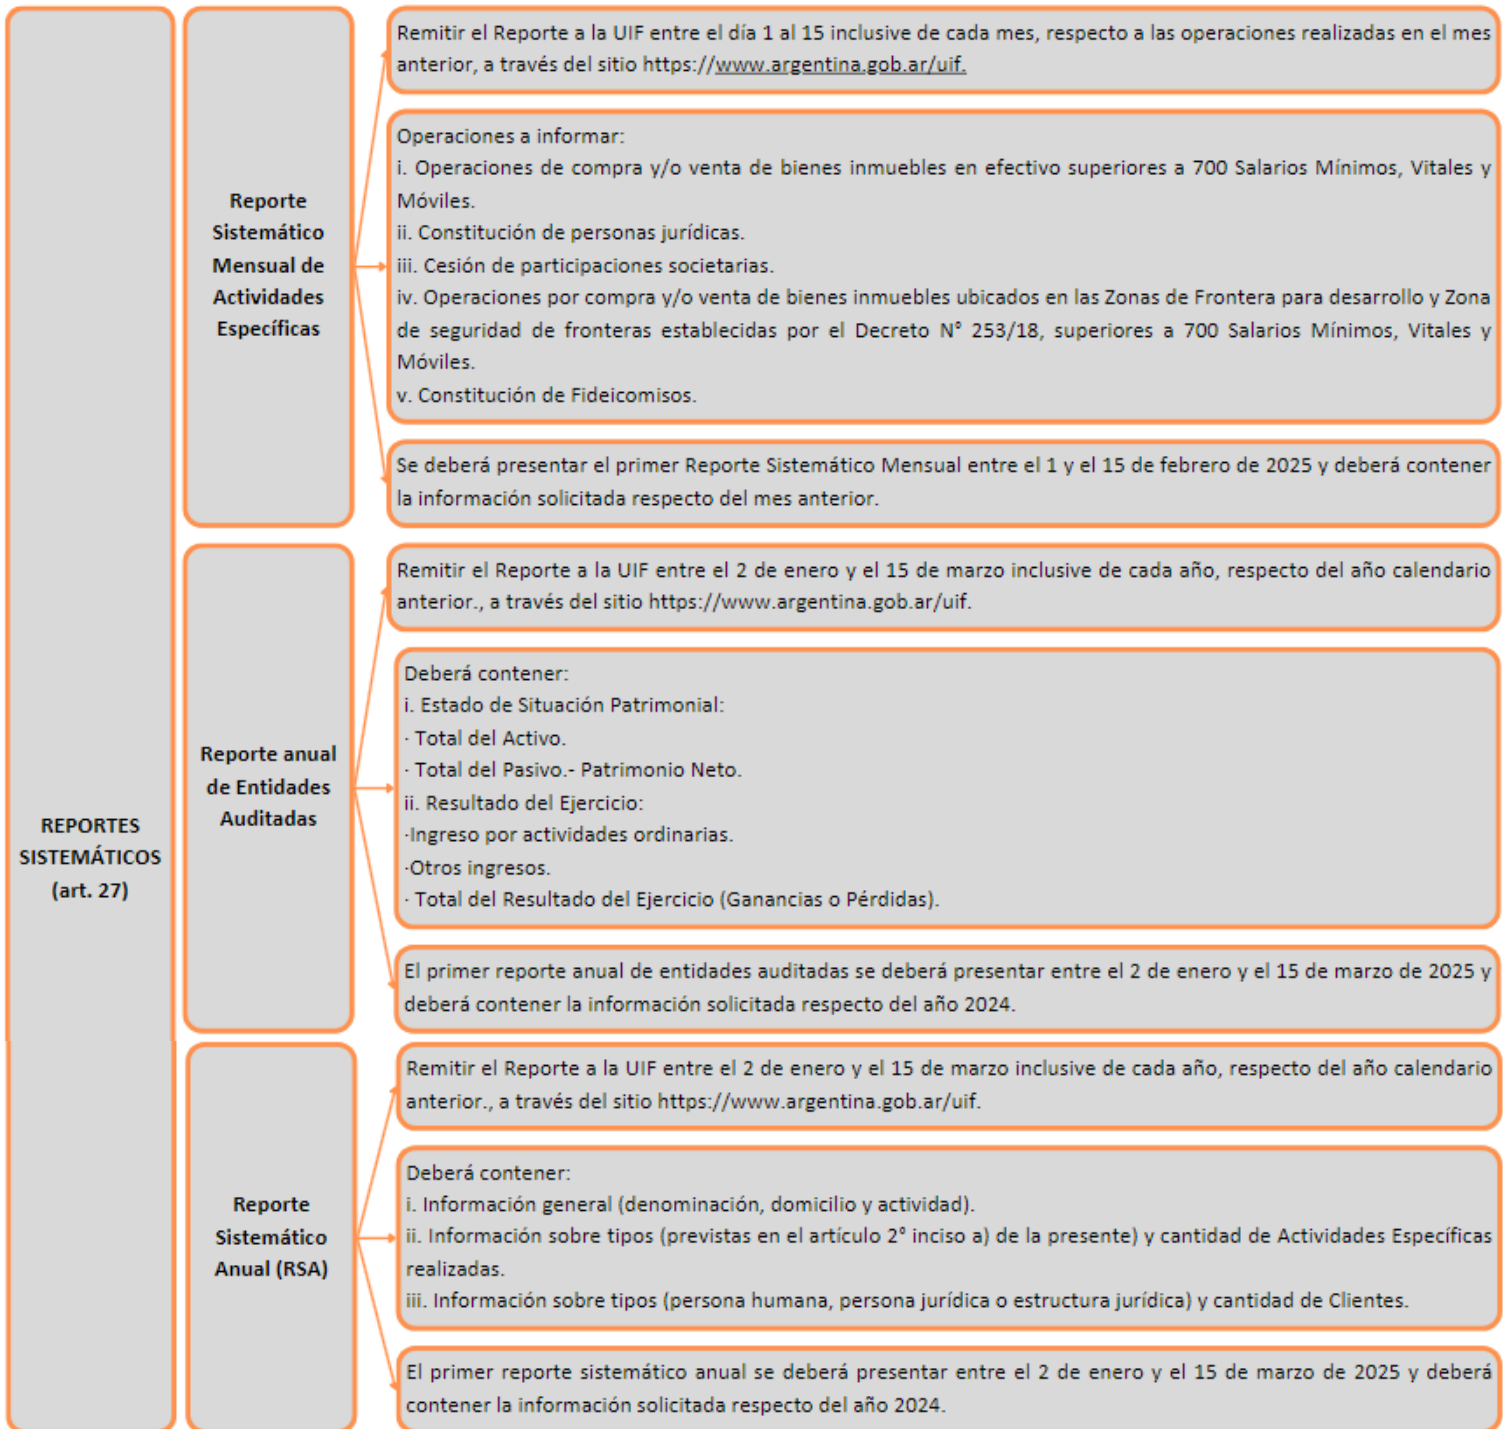 REPORTES
SISTEMÁTICOS
(art. 27)
Reporte
Sistemático
Mensual de
Actividades
Específicas
Remitir el Reporte a la UIF entre el día 1 al 15 inclusive de cada mes, respecto a las operaciones realizadas en el mes
anterior, a través del sitio https://www.argentina.gob.ar/uif.
Operaciones a informar:
i. Operaciones de compra y/o venta de bienes inmuebles en efectivo superiores a 700 Salarios Mínimos, Vitales y
Móviles.
ii. Constitución de personas jurídicas.
iii. Cesión de participaciones societarias.
iv. Operaciones por compra y/o venta de bienes inmuebles ubicados en las Zonas de Frontera para desarrollo y Zona
de seguridad de fronteras establecidas por el Decreto N° 253/18, superiores a 700 Salarios Mínimos, Vitales y
Móviles.
v. Constitución de Fideicomisos.
Se deberá presentar el primer Reporte Sistemático Mensual entre el 1 y el 15 de febrero de 2025 y deberá contener
la información solicitada respecto del mes anterior.
Reporte anual
de Entidades
Auditadas
Remitir el Reporte a la UIF entre el 2 de enero y el 15 de marzo inclusive de cada año, respecto del año calendario
anterior., a través del sitio https://www.argentina.gob.ar/uif.
Deberá contener:
i. Estado de Situación Patrimonial:
· Total del Activo.
· Total del Pasivo.- Patrimonio Neto.
ii. Resultado del Ejercicio:
·Ingreso por actividades ordinarias.
·Otros ingresos.
· Total del Resultado del Ejercicio (Ganancias o Pérdidas).
El primer reporte anual de entidades auditadas se deberá presentar entre el 2 de enero y el 15 de marzo de 2025 y
deberá contener la información solicitada respecto del año 2024.
Reporte
Sistemático
Anual (RSA)
Remitir el Reporte a la UIF entre el 2 de enero y el 15 de marzo inclusive de cada año, respecto del año calendario
anterior., a través del sitio https://www.argentina.gob.ar/uif.
Deberá contener:
i. Información general (denominación, domicilio y actividad).
ii. Información sobre tipos (previstas en el artículo 2° inciso a) de la presente) y cantidad de Actividades Específicas
realizadas.
iii. Información sobre tipos (persona humana, persona jurídica o estructura jurídica) y cantidad de Clientes.
El primer reporte sistemático anual se deberá presentar entre el 2 de enero y el 15 de marzo de 2025 y deberá
contener la información solicitada respecto del año 2024.